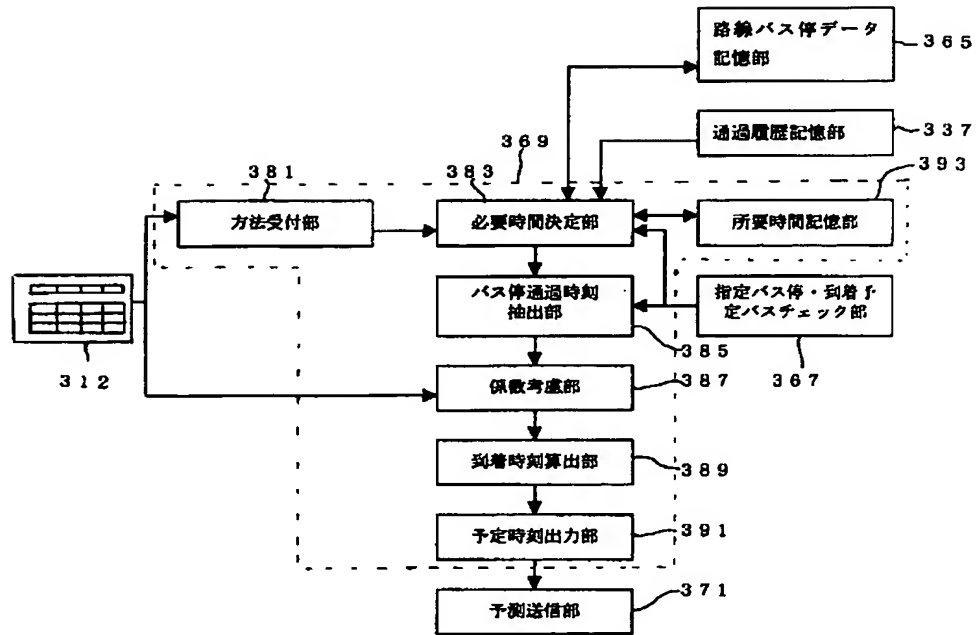 路線バス停データ
記憶部
365
通過履歴記憶部
337
369
381
383
393
方法受付部
必要時間決定部
所要時間記憶部
バス停通過時刻
抽出部
指定バス停・到着予
定バスチェック部
312
385
367
係数考慮部
387
到着時刻算出部
389
予定時刻出力部
391
予測送信部
371